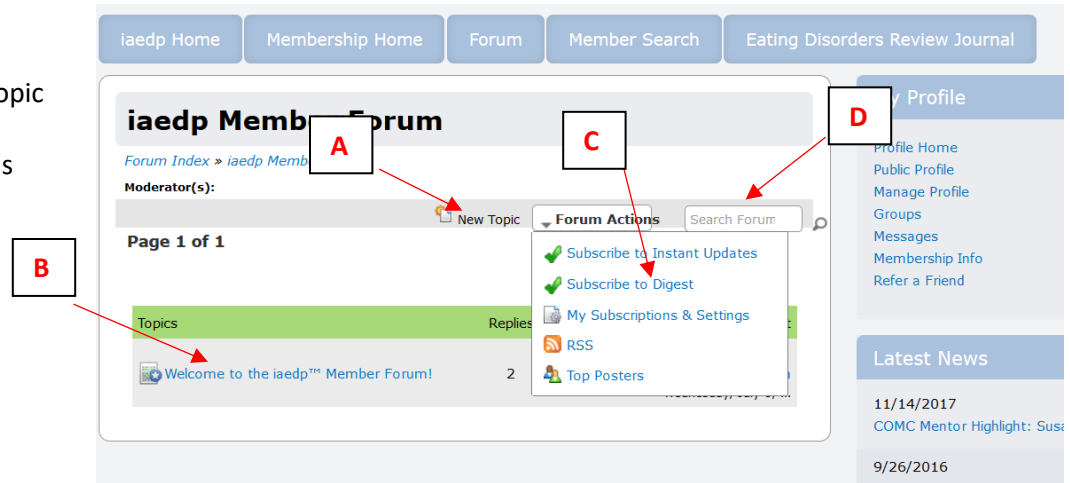 iaedp Home Membership Home Forum Member Search Eating Disorders Review Journal
opic
s
iaedp Member Forum
Forum Index » iaedp Memb
Moderator(s):
New Topic Forum Actions Search Forum
Page 1 of 1
Subscribe to Instant Updates
Subscribe to Digest
My Subscriptions & Settings
RSS
Top Posters
Topics Replies
Welcome to the iaedp™ Member Forum! 2
A
B
C
D
y Profile
Profile Home
Public Profile
Manage Profile
Groups
Messages
Membership Info
Refer a Friend
Latest News
11/14/2017
COMC Mentor Highlight: Susa
9/26/2016